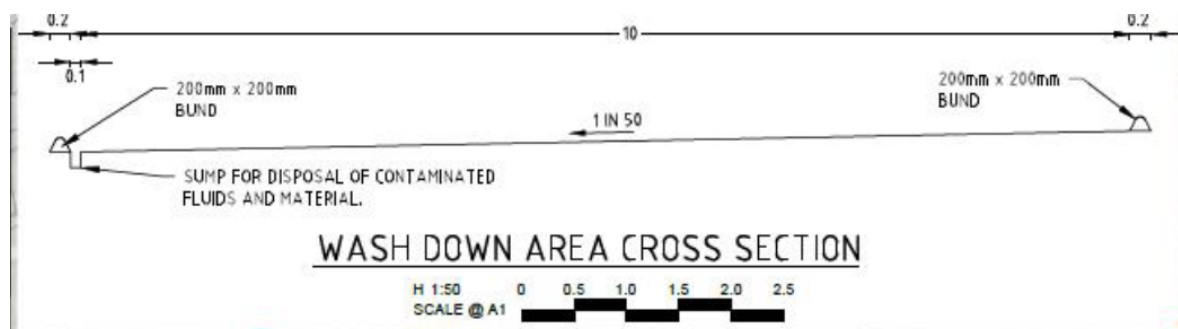 0.2
10
0.2
0.1
200mm x 200mm
BUND
200mm x 200mm
BUND
1 IN 50
SUMP FOR DISPOSAL OF CONTAMINATED
FLUIDS AND MATERIAL.
WASH DOWN AREA CROSS SECTION
H 1:50
SCALE @ A1
0 0.5 1.0 1.5 2.0 2.5